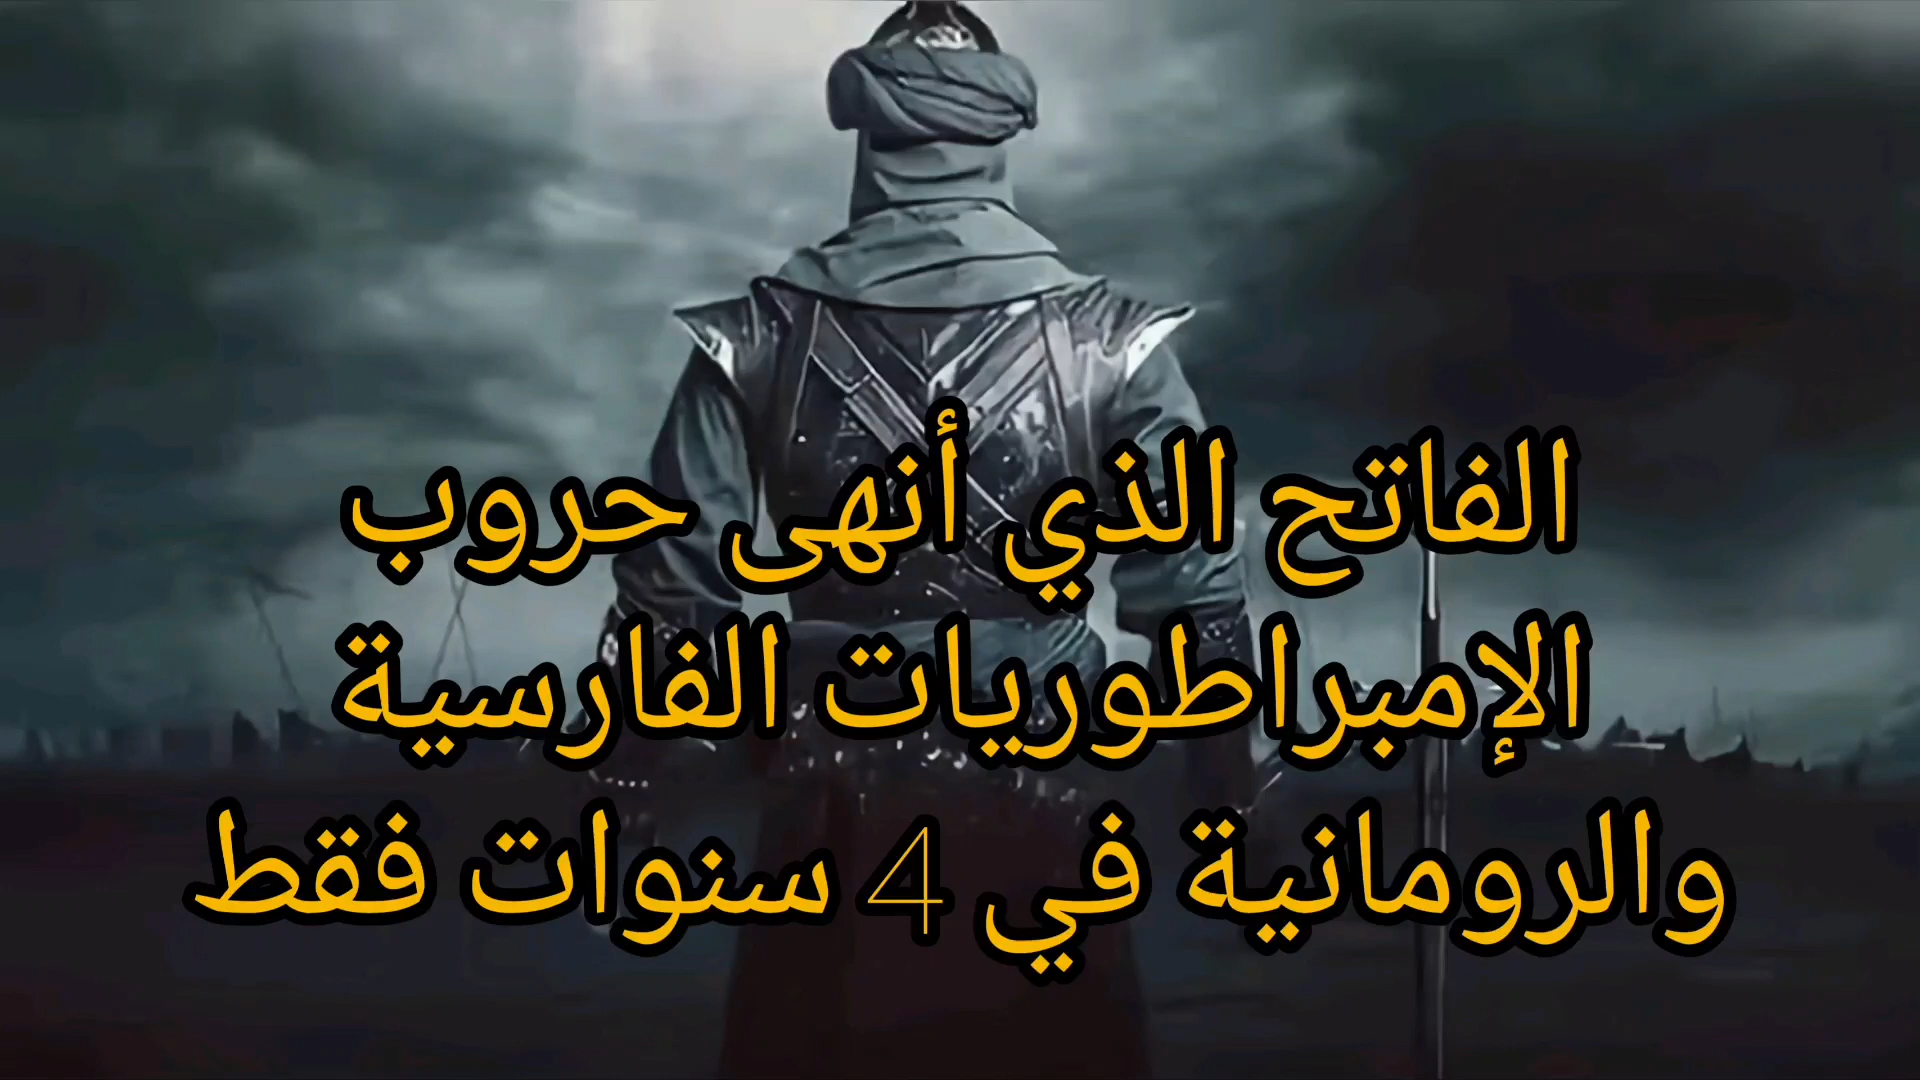 الفاتح الذي أنهى حروب
الإمبراطوريات الفارسية
والرومانية في 4 سنوات فقط